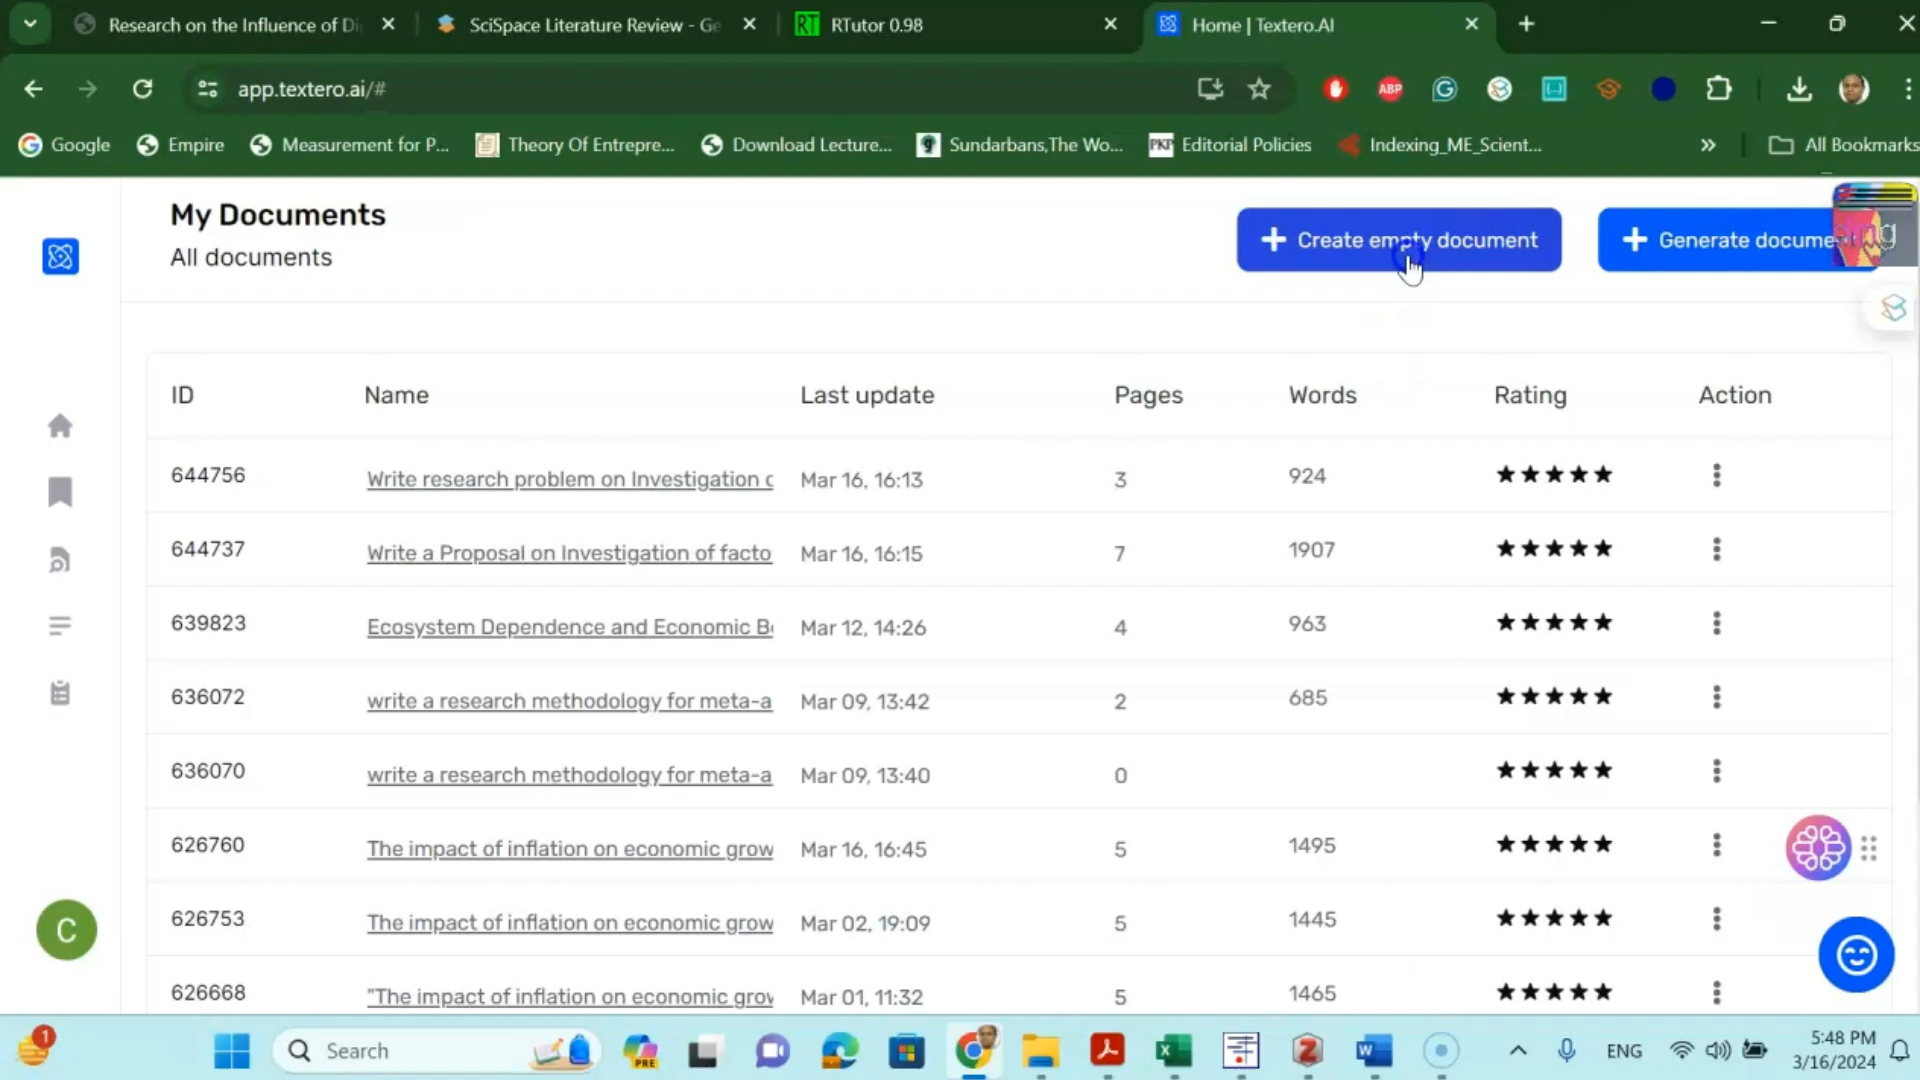 Research on the Influence of Di
SciSpace Literature Review - Ge
RT RTutor 0.98
Home | Textero.AI
app.textero.ai/#
ABP
Google
Empire
Measurement for P...
Theory Of Entrepre...
Download Lecture...
Sundarbans,The Wo...
PKP Editorial Policies
Indexing_ME_Scient...
All Bookmarks
My Documents
All documents
Create empty document
Generate docume
ID Name Last update Pages Words Rating Action
644756 Write research problem on Investigation o Mar 16, 16:13 3 924
644737 Write a Proposal on Investigation of facto Mar 16, 16:15 7 1907
639823 Ecosystem Dependence and Economic Be Mar 12, 14:26 4 963
636072 write a research methodology for meta-a Mar 09, 13:42 2 685
636070 write a research methodology for meta-a Mar 09, 13:40 0
626760 The impact of inflation on economic grow Mar 16, 16:45 5 1495
626753 The impact of inflation on economic grow Mar 02, 19:09 5 1445
626668 "The impact of inflation on economic grow Mar 01, 11:32 5 1465
C
1
Search
PRE
ENG
5:48 PM
3/16/2024